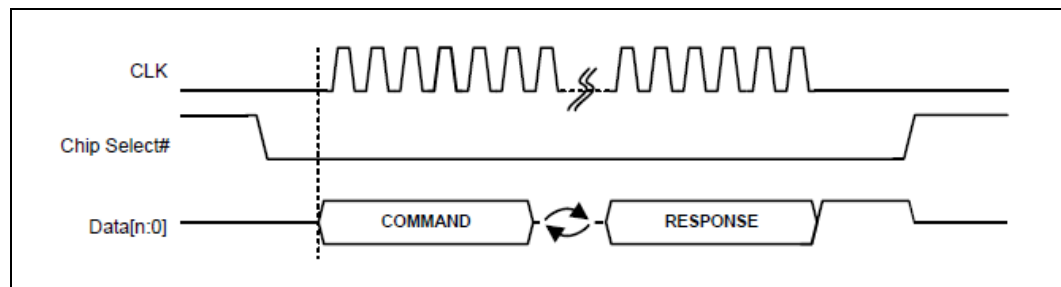 CLK
Chip Select#
Data[n:0]
COMMAND
RESPONSE